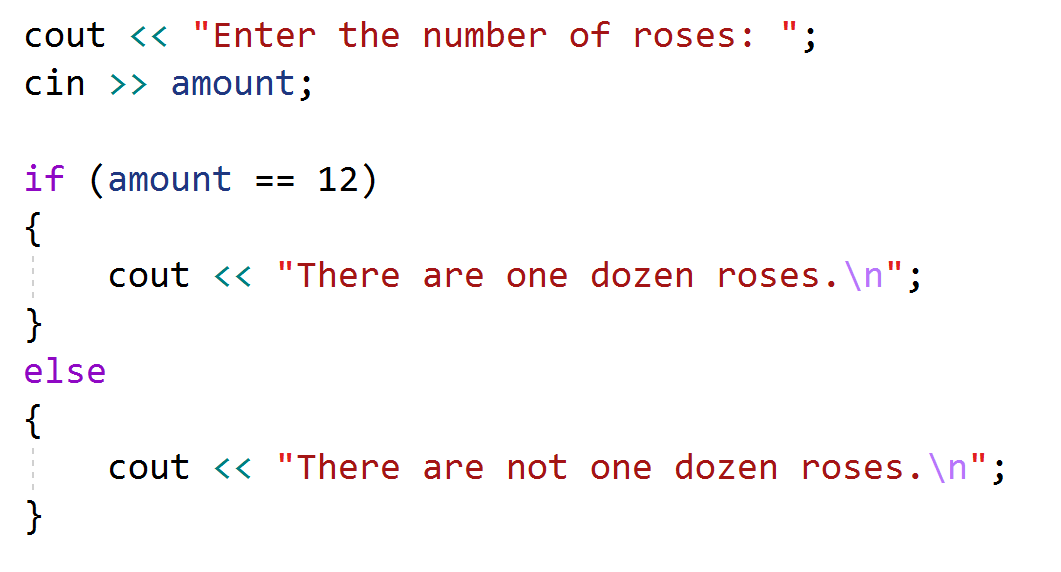 cout << "Enter the number of roses: ";
cin >> amount;

if (amount == 12)
{
    cout << "There are one dozen roses.\n";
}
else
{
    cout << "There are not one dozen roses.\n";
}